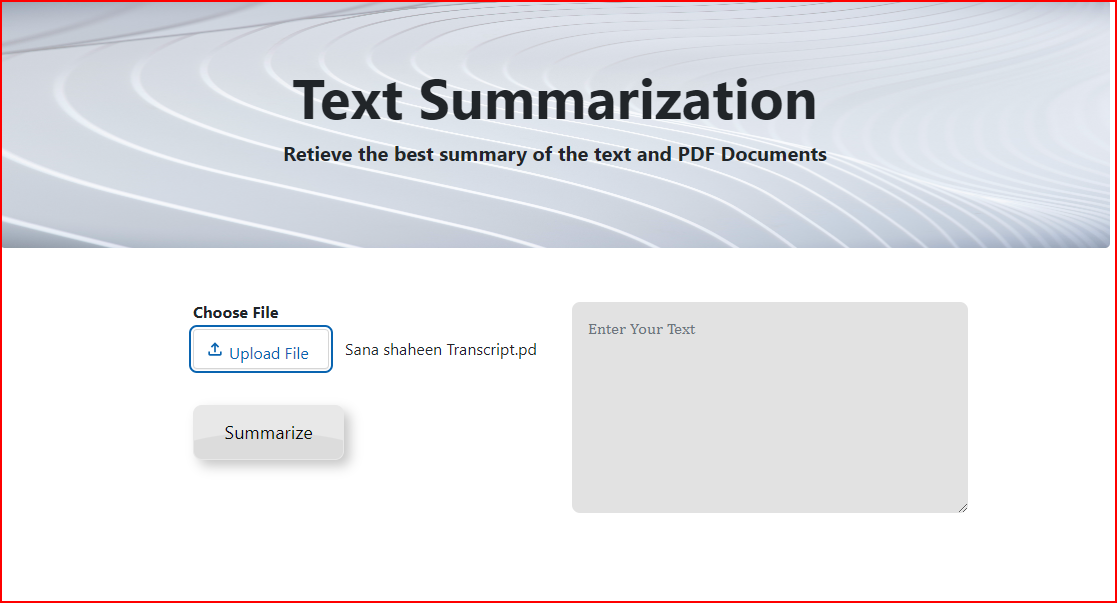 Text Summarization
Retieve the best summary of the text and PDF Documents
Choose File
Upload File
Sana shaheen Transcript.pd
Enter Your Text
Summarize